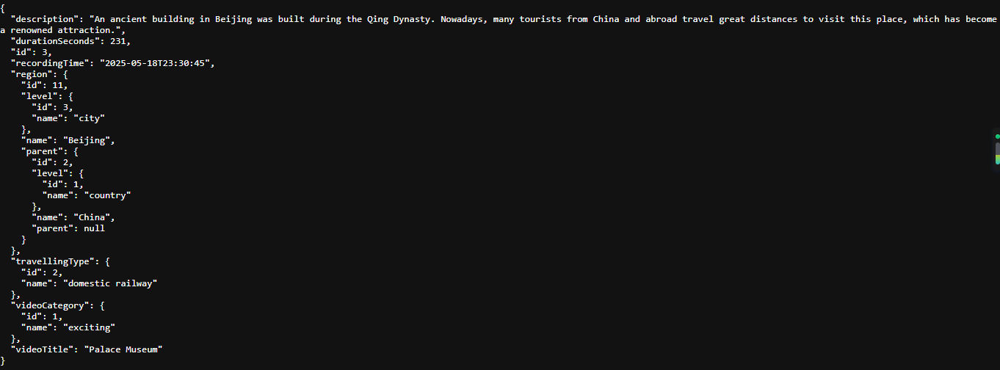 {
  "description": "An ancient building in Beijing was built during the Qing Dynasty. Nowadays, many tourists from China and abroad travel great distances to visit this place, which has become
a renowned attraction.",
  "durationSeconds": 231,
  "id": 3,
  "recordingTime": "2025-05-18T23:30:45",
  "region": {
    "id": 11,
    "level": {
      "id": 3,
      "name": "city"
    },
    "name": "Beijing",
    "parent": {
      "id": 2,
      "level": {
        "id": 1,
        "name": "country"
      },
      "name": "China",
      "parent": null
    }
  },
  "travellingType": {
    "id": 2,
    "name": "domestic railway"
  },
  "videoCategory": {
    "id": 1,
    "name": "exciting"
  },
  "videoTitle": "Palace Museum"
}